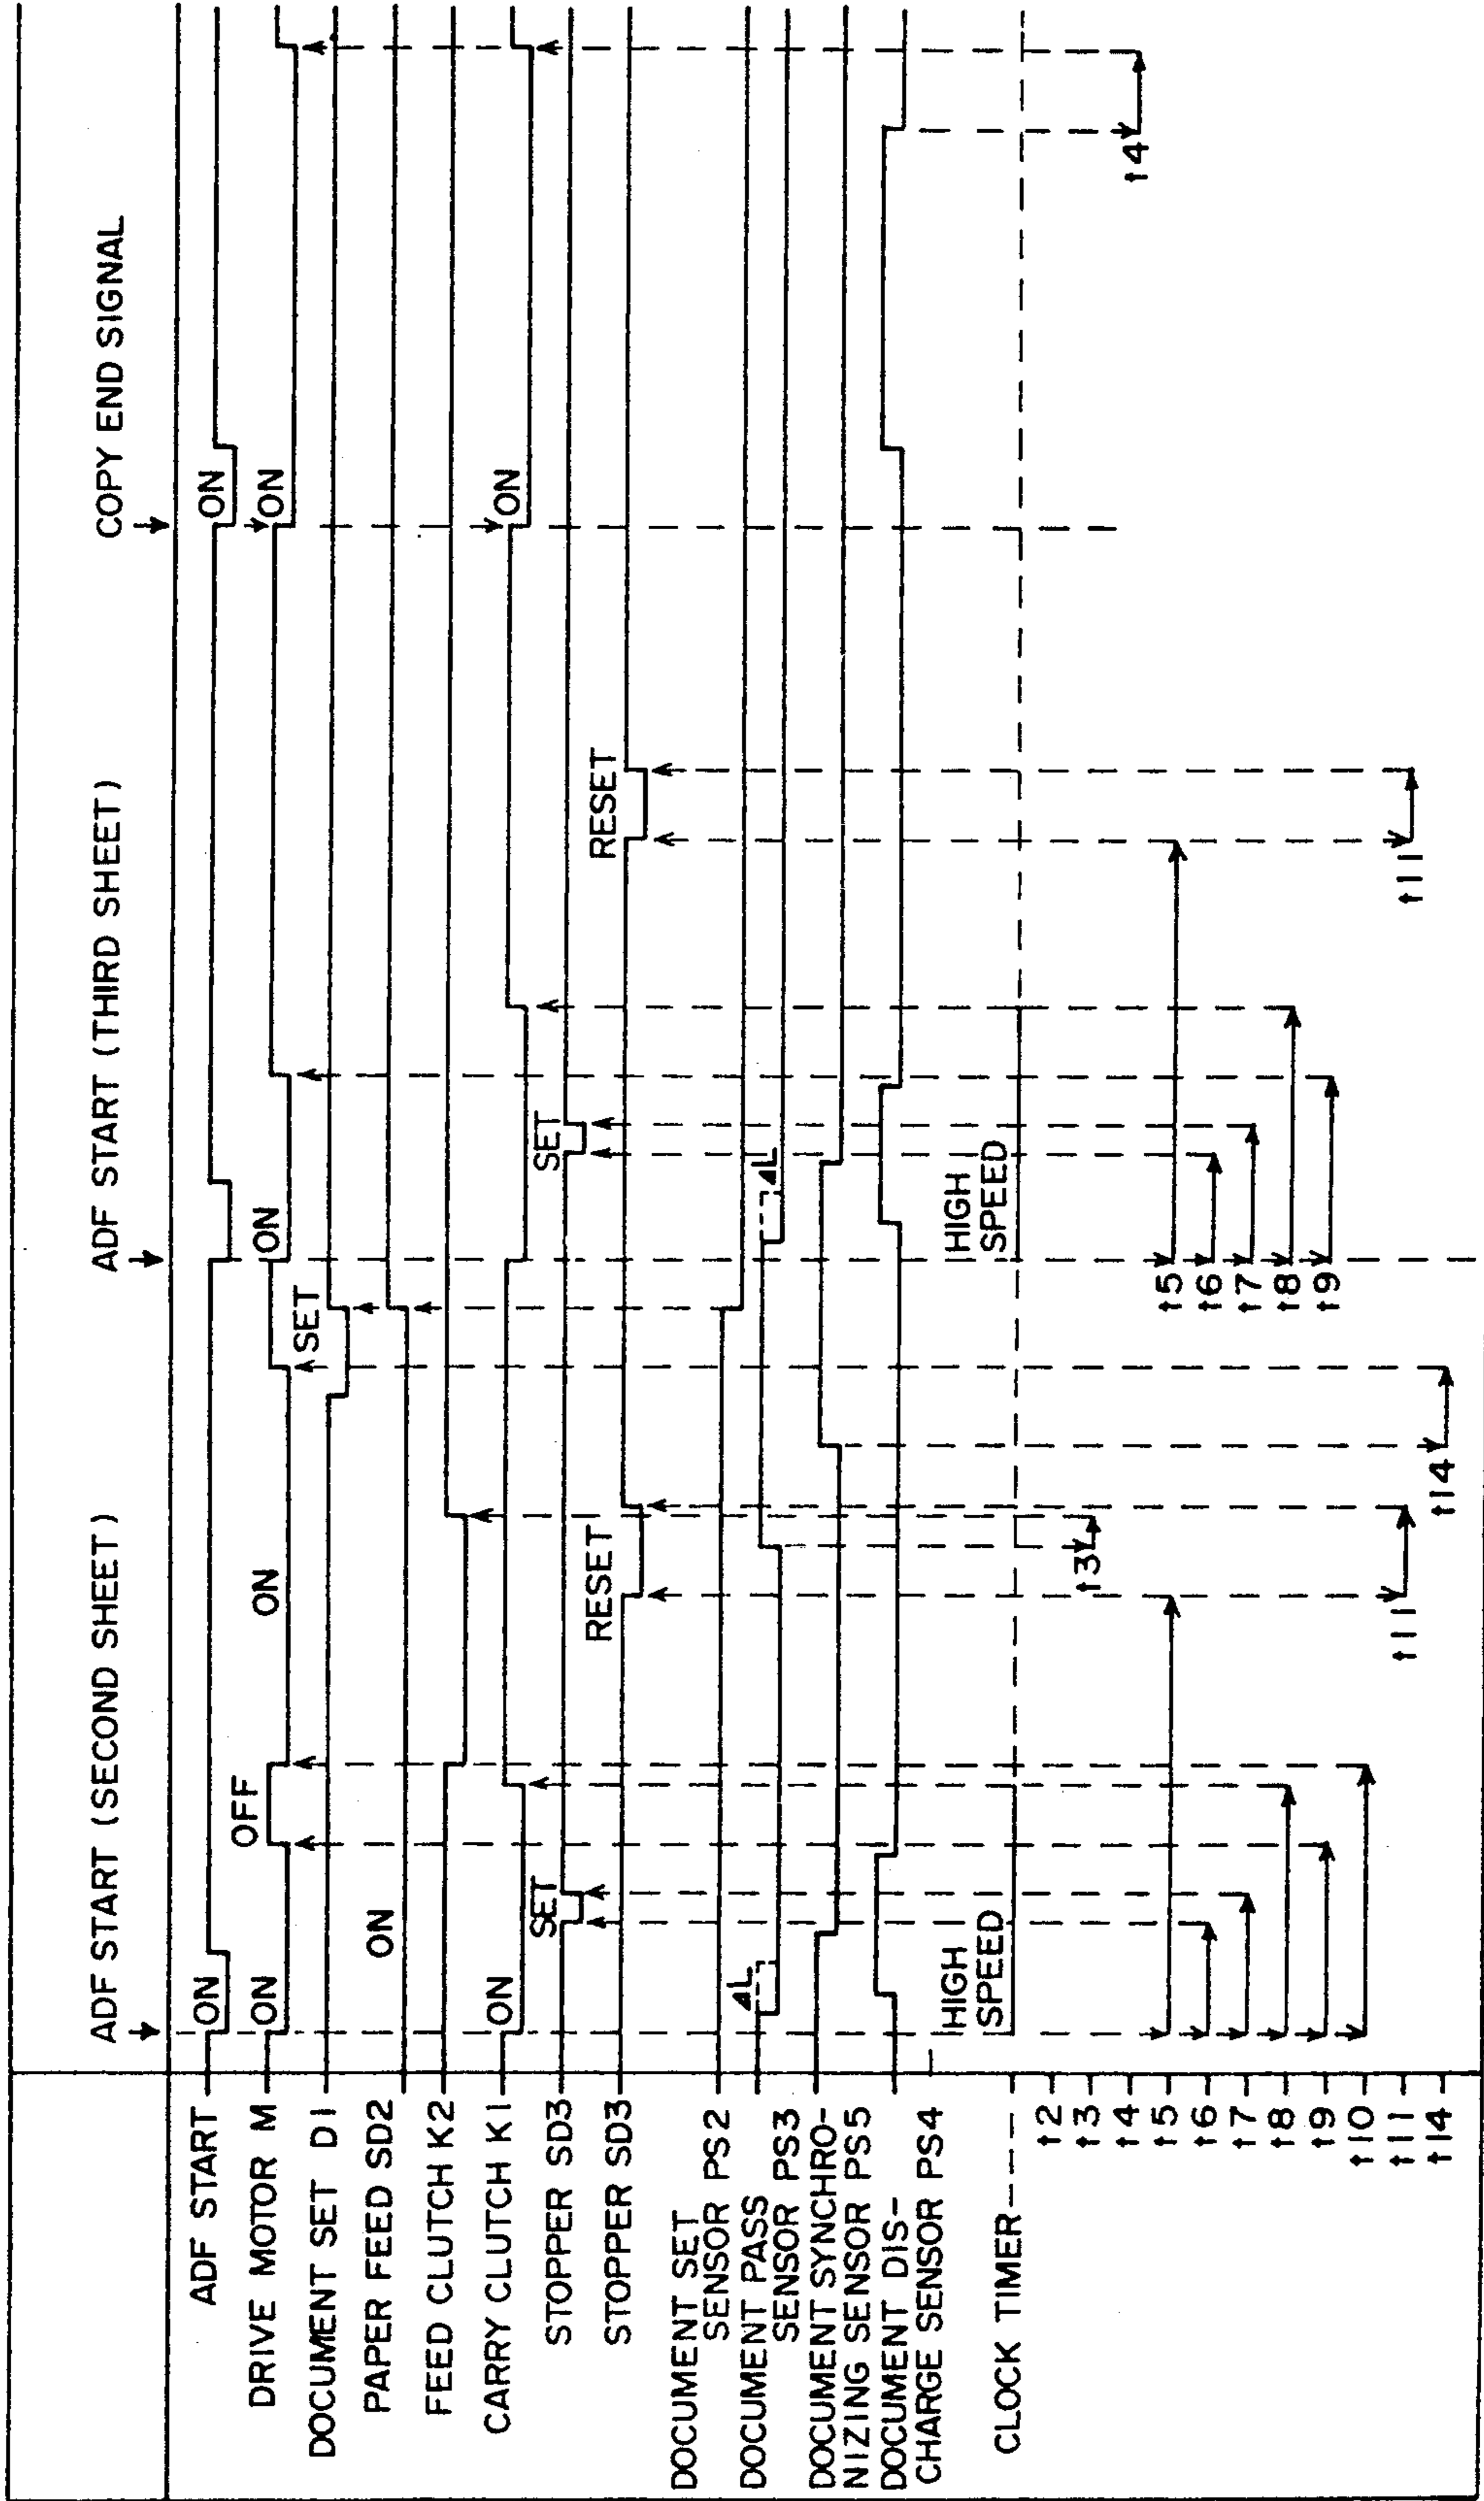 ADF START (SECOND SHEET)
ADF START (THIRD SHEET)
COPY END SIGNAL
ADF START
ON
ON
DRIVE MOTOR M
ON
OFF
ON
ON
ON
DOCUMENT SET D1
SET
PAPER FEED SD2
ON
FEED CLUTCH K2
CARRY CLUTCH K1
ON
ON
STOPPER SD3
SET
SET
STOPPER SD3
RESET
RESET
DOCUMENT SET
SENSOR PS2
DOCUMENT PASS
SENSOR PS3
4L
4L
DOCUMENT SYNCHRO-
NIZING SENSOR PS5
DOCUMENT DIS-
CHARGE SENSOR PS4
HIGH
SPEED
HIGH
SPEED
CLOCK TIMER
t2
t3
t3
t4
t4
t5
t5
t6
t6
t7
t7
t8
t8
t9
t9
t10
t11
t11
t11
t14
t14